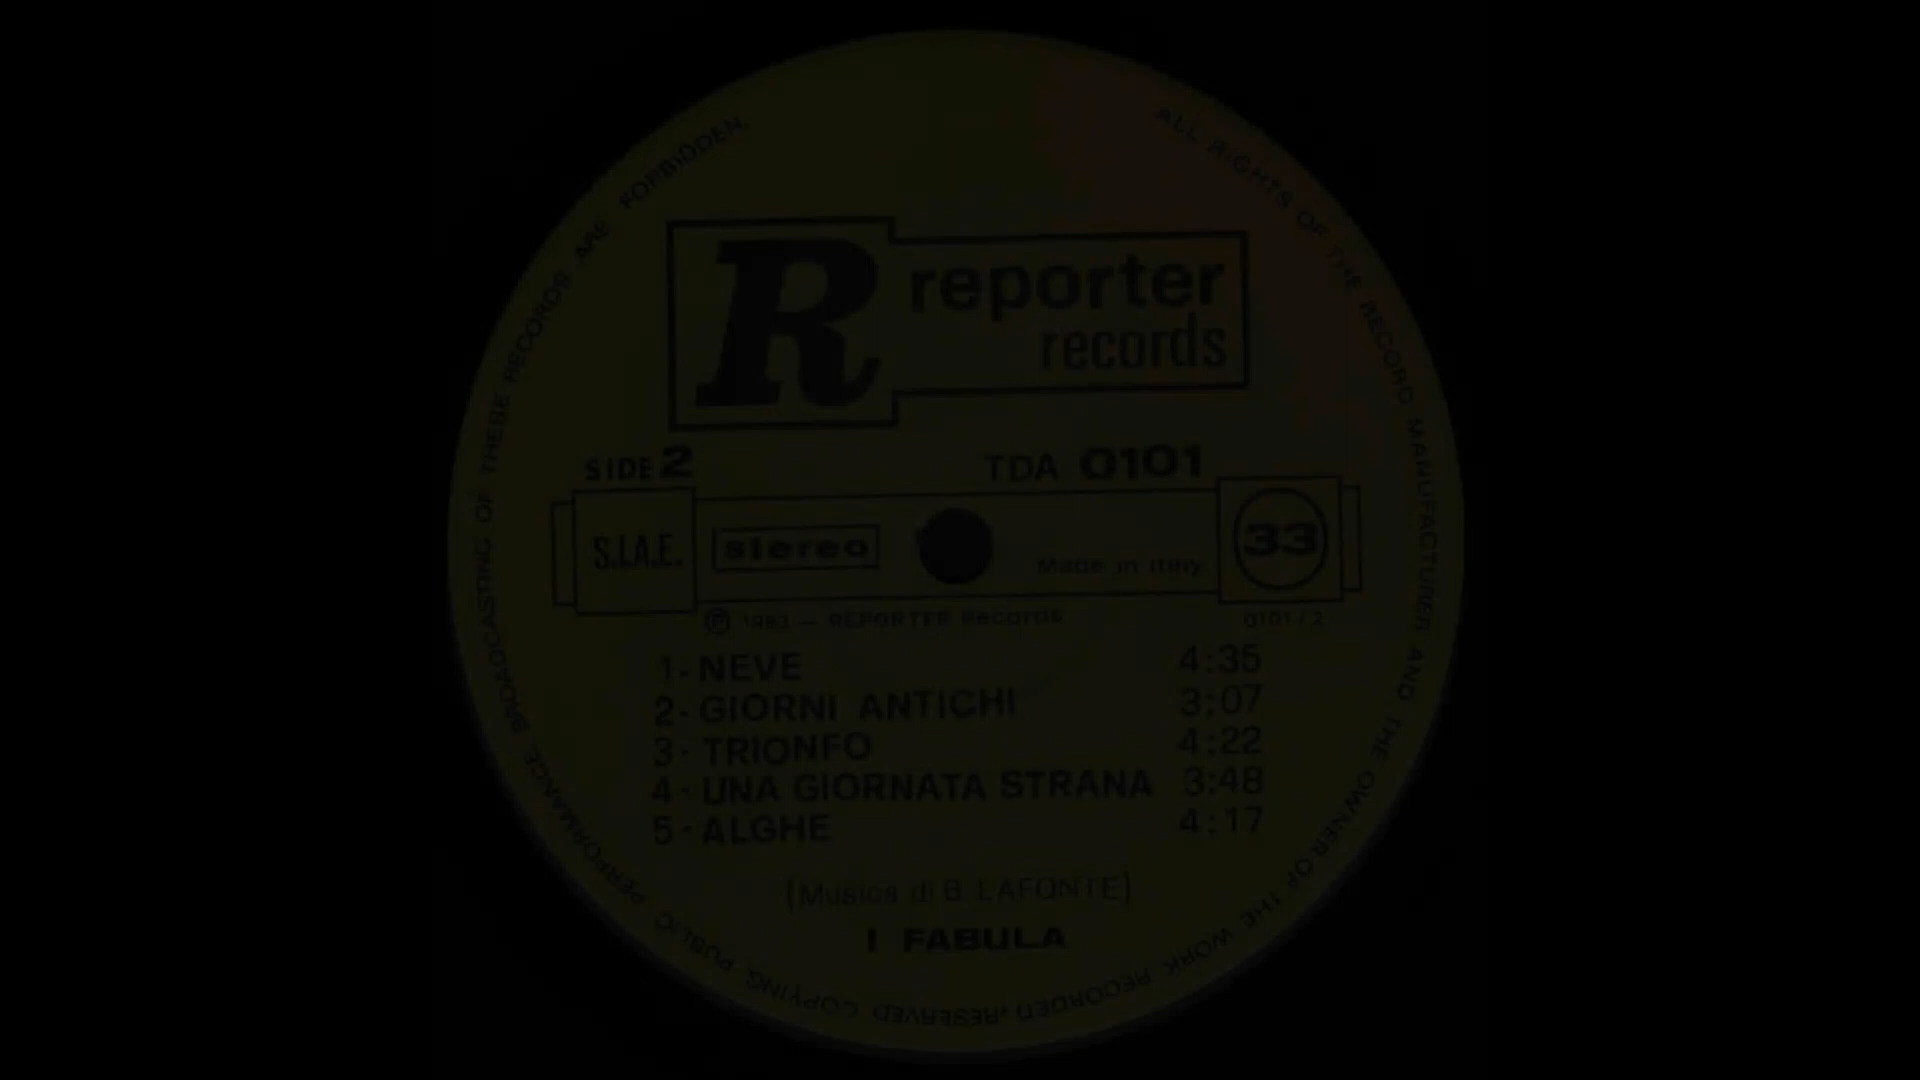 ALL RIGHTS OF THE RECORD MANUFACTURER AND THE OWNER OF THE WORK RECORDED RESERVED COPYING, PUBLIC PERFORMANCE, BROADCASTING OF THESE RECORDS ARE FORBIDDEN.
R reporter
records
SIDE 2 TDA 0101
S.I.A.E. stereo Made in Italy 33
℗ 1983 — REPORTER Records 0101/2
1- NEVE 4:35
2- GIORNI ANTICHI 3:07
3- TRIONFO 4:22
4- UNA GIORNATA STRANA 3:48
5- ALGHE 4:17
(Musica di B. LAFONTE)
I FABULA